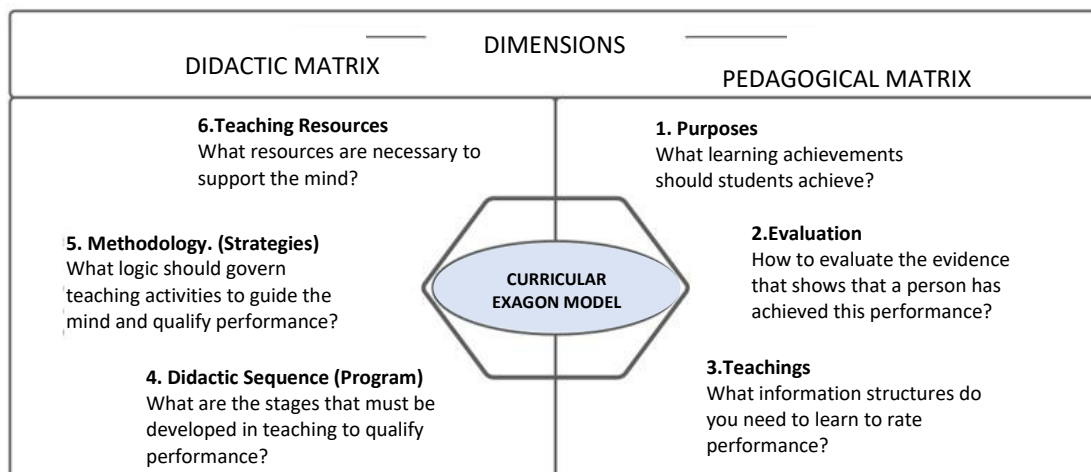 DIMENSIONS
DIDACTIC MATRIX
PEDAGOGICAL MATRIX
6.Teaching Resources
What resources are necessary to
support the mind?
5. Methodology. (Strategies)
What logic should govern
teaching activities to guide the
mind and qualify performance?
4. Didactic Sequence (Program)
What are the stages that must be
developed in teaching to qualify
performance?
CURRICULAR
EXAGON MODEL
1. Purposes
What learning achievements
should students achieve?
2.Evaluation
How to evaluate the evidence
that shows that a person has
achieved this performance?
3.Teachings
What information structures do
you need to learn to rate
performance?